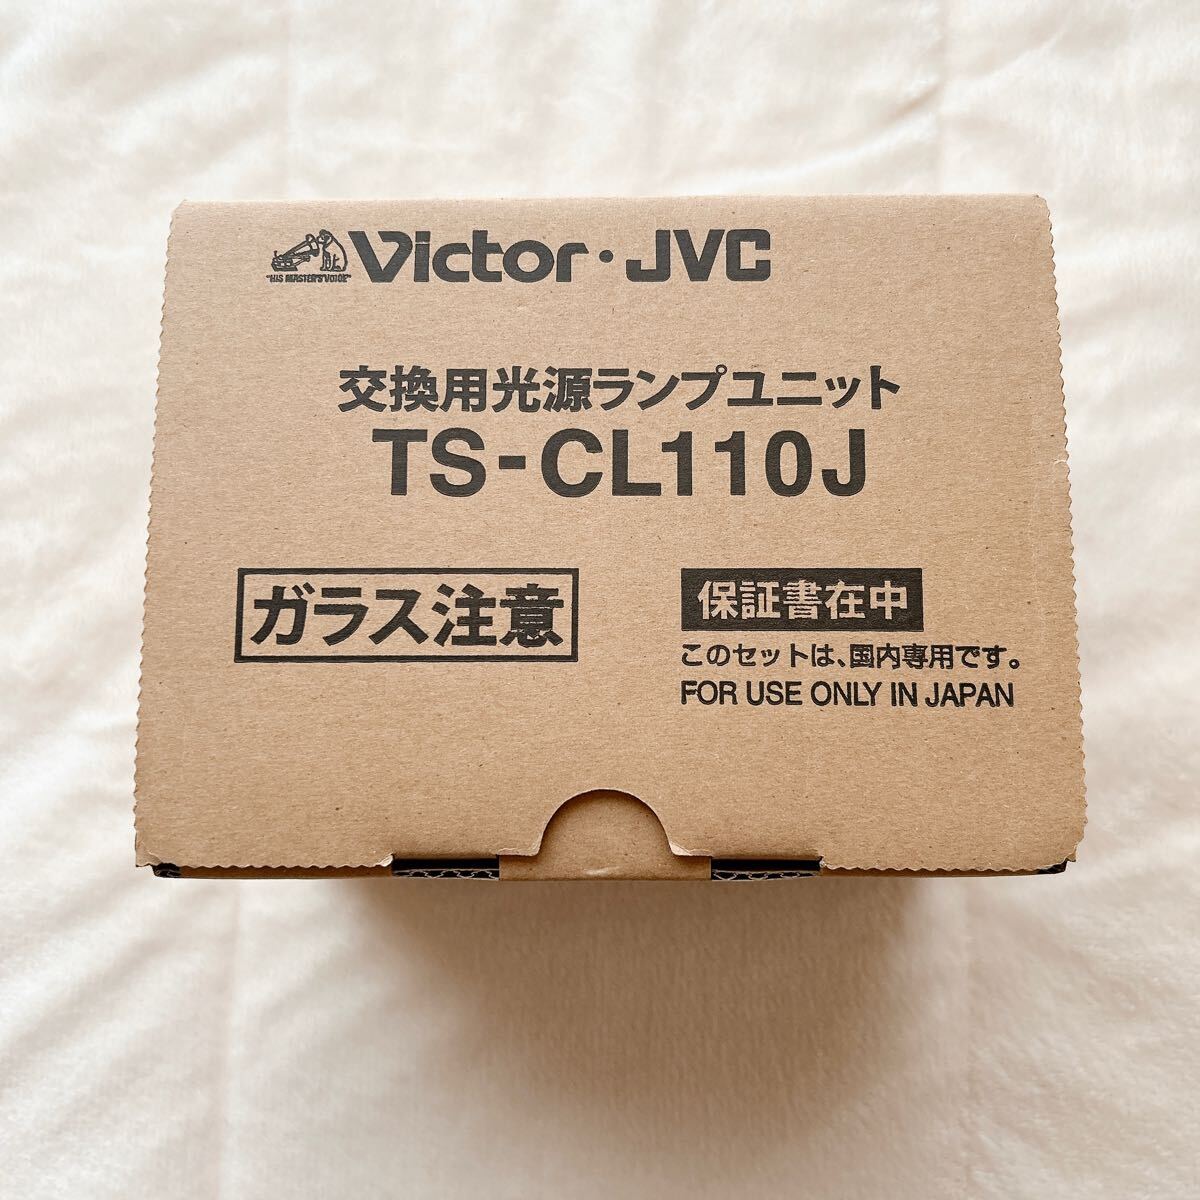 "HIS MASTER'S VOICE"
Victor・JVC
交換用光源ランプユニット
TS-CL110J
ガラス注意
保証書在中
このセットは、国内専用です。
FOR USE ONLY IN JAPAN